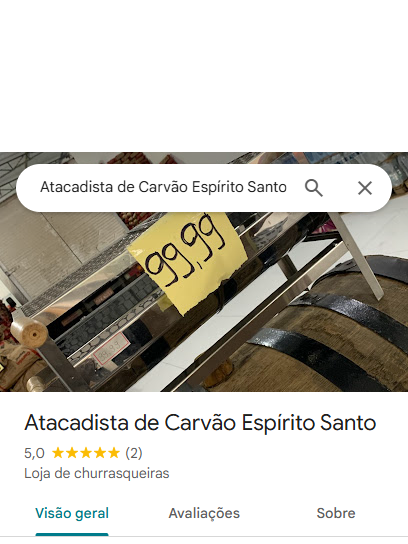 Atacadista de Carvão Espírito Santo
99,99
Atacadista de Carvão Espírito Santo
5,0 ★★★★★ (2)
Loja de churrasqueiras
Visão geral Avaliações Sobre